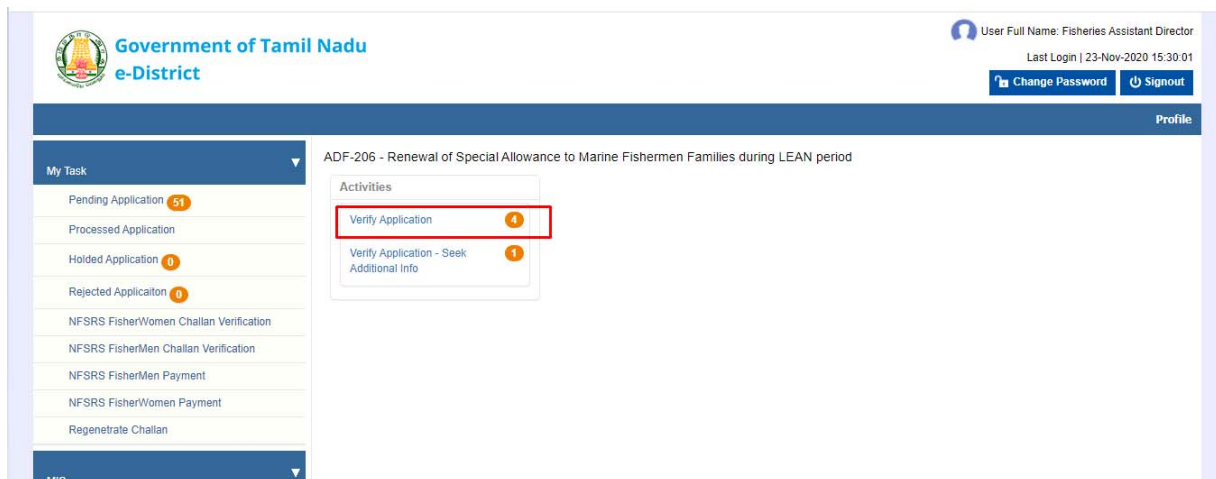 Government of Tamil Nadu
e-District
User Full Name: Fisheries Assistant Director
Last Login | 23-Nov-2020 15:30:01
Change Password
Signout
Profile
My Task
Pending Application 51
Processed Application
Holded Application 0
Rejected Applicaiton 0
NFSRS FisherWomen Challan Verification
NFSRS FisherMen Challan Verification
NFSRS FisherMen Payment
NFSRS FisherWomen Payment
Regenetrate Challan
ADF-206 - Renewal of Special Allowance to Marine Fishermen Families during LEAN period
Activities
Verify Application 4
Verify Application - Seek 1
Additional Info